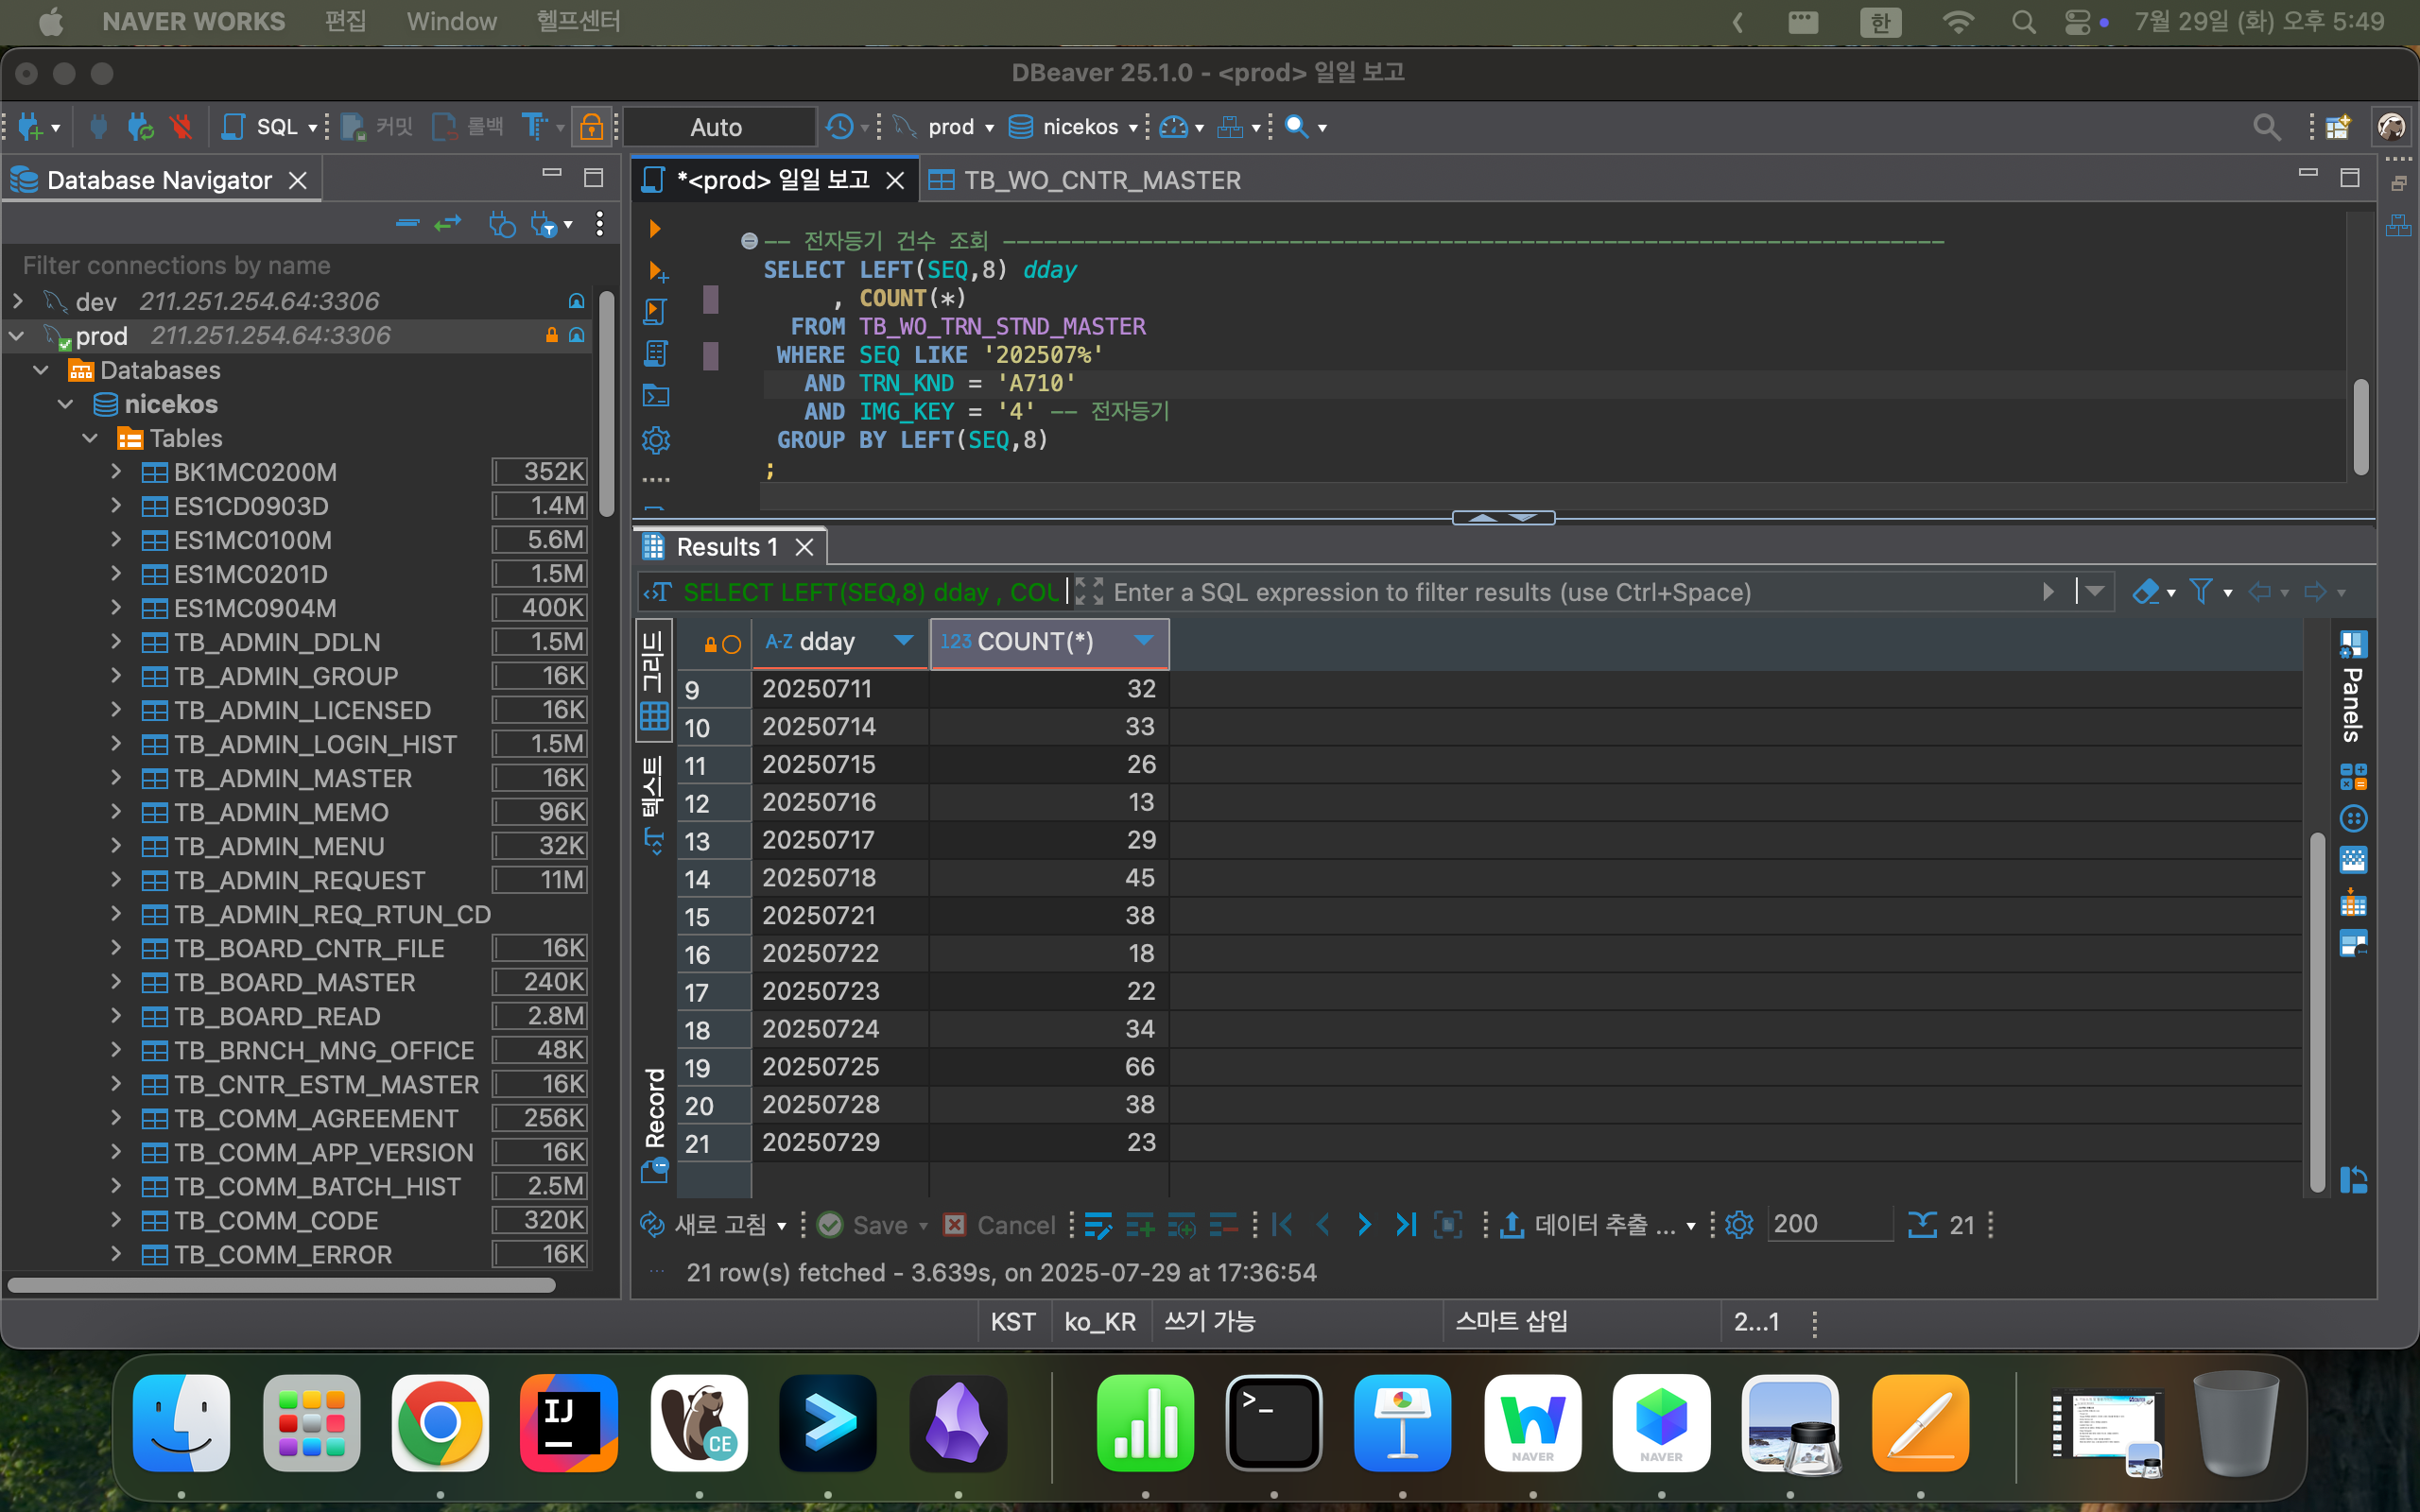 NAVER WORKS 편집 Window 헬프센터 한 7월 29일 (화) 오후 5:49
DBeaver 25.1.0 - <prod> 일일 보고
SQL 커밋 롤백 Auto prod nicekos
Database Navigator
Filter connections by name
dev 211.251.254.64:3306
prod 211.251.254.64:3306
Databases
nicekos
Tables
BK1MC0200M 352K
ES1CD0903D 1.4M
ES1MC0100M 5.6M
ES1MC0201D 1.5M
ES1MC0904M 400K
TB_ADMIN_DDLN 1.5M
TB_ADMIN_GROUP 16K
TB_ADMIN_LICENSED 16K
TB_ADMIN_LOGIN_HIST 1.5M
TB_ADMIN_MASTER 16K
TB_ADMIN_MEMO 96K
TB_ADMIN_MENU 32K
TB_ADMIN_REQUEST 11M
TB_ADMIN_REQ_RTUN_CD
TB_BOARD_CNTR_FILE 16K
TB_BOARD_MASTER 240K
TB_BOARD_READ 2.8M
TB_BRNCH_MNG_OFFICE 48K
TB_CNTR_ESTM_MASTER 16K
TB_COMM_AGREEMENT 256K
TB_COMM_APP_VERSION 16K
TB_COMM_BATCH_HIST 2.5M
TB_COMM_CODE 320K
TB_COMM_ERROR 16K
*<prod> 일일 보고 TB_WO_CNTR_MASTER
-- 전자등기 건수 조회 ---------------------------------------------------------------------
SELECT LEFT(SEQ,8) dday
, COUNT(*)
FROM TB_WO_TRN_STND_MASTER
WHERE SEQ LIKE '202507%'
AND TRN_KND = 'A710'
AND IMG_KEY = '4' -- 전자등기
GROUP BY LEFT(SEQ,8)
;
Results 1
SELECT LEFT(SEQ,8) dday , COU Enter a SQL expression to filter results (use Ctrl+Space)
그리드
텍스트
Record
A-Z dday 123 COUNT(*)
9 20250711 32
10 20250714 33
11 20250715 26
12 20250716 13
13 20250717 29
14 20250718 45
15 20250721 38
16 20250722 18
17 20250723 22
18 20250724 34
19 20250725 66
20 20250728 38
21 20250729 23
Panels
새로 고침 Save Cancel 데이터 추출 ... 200 21
21 row(s) fetched - 3.639s, on 2025-07-29 at 17:36:54
KST ko_KR 쓰기 가능 스마트 삽입 2...1
IJ CE >_ NAVER NAVER